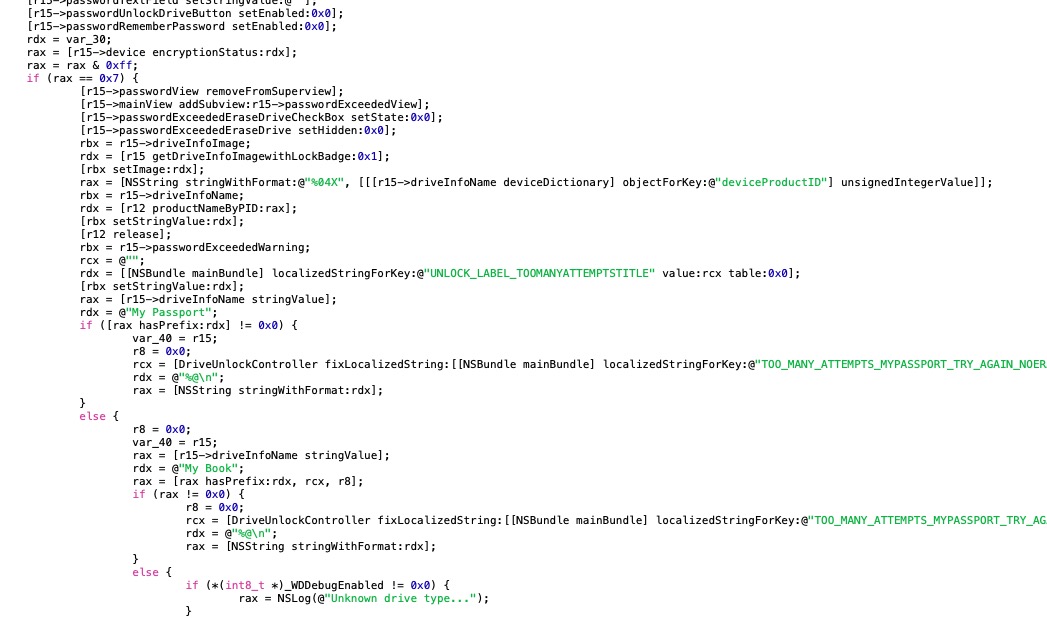 [r15->passwordTextField setStringValue:@" "];
[r15->passwordUnlockDriveButton setEnabled:0x0];
[r15->passwordRememberPassword setEnabled:0x0];
rdx = var_30;
rax = [r15->device encryptionStatus:rdx];
rax = rax & 0xff;
if (rax == 0x7) {
[r15->passwordView removeFromSuperview];
[r15->mainView addSubview:r15->passwordExceededView];
[r15->passwordExceededEraseDriveCheckBox setState:0x0];
[r15->passwordExceededEraseDrive setHidden:0x0];
rbx = r15->driveInfoImage;
rdx = [r15 getDriveInfoImagewithLockBadge:0x1];
[rbx setImage:rdx];
rax = [NSString stringWithFormat:@"%04X", [[[r15->driveInfoName deviceDictionary] objectForKey:@"deviceProductID"] unsignedIntegerValue]];
rbx = r15->driveInfoName;
rdx = [r12 productNameByPID:rax];
[rbx setStringValue:rdx];
[r12 release];
rbx = r15->passwordExceededWarning;
rcx = @"";
rdx = [[NSBundle mainBundle] localizedStringForKey:@"UNLOCK_LABEL_TOOMANYATTEMPTSTITLE" value:rcx table:0x0];
[rbx setStringValue:rdx];
rax = [r15->driveInfoName stringValue];
rdx = @"My Passport";
if ([rax hasPrefix:rdx] != 0x0) {
var_40 = r15;
r8 = 0x0;
rcx = [DriveUnlockController fixLocalizedString:[[NSBundle mainBundle] localizedStringForKey:@"TOO_MANY_ATTEMPTS_MYPASSPORT_TRY_AGAIN_NOER
rdx = @"%@\n";
rax = [NSString stringWithFormat:rdx];
}
else {
r8 = 0x0;
var_40 = r15;
rax = [r15->driveInfoName stringValue];
rdx = @"My Book";
rax = [rax hasPrefix:rdx, rcx, r8];
if (rax != 0x0) {
r8 = 0x0;
rcx = [DriveUnlockController fixLocalizedString:[[NSBundle mainBundle] localizedStringForKey:@"TOO_MANY_ATTEMPTS_MYPASSPORT_TRY_AG
rdx = @"%@\n";
rax = [NSString stringWithFormat:rdx];
}
else {
if (*(int8_t *)_WDDebugEnabled != 0x0) {
rax = NSLog(@"Unknown drive type...");
}